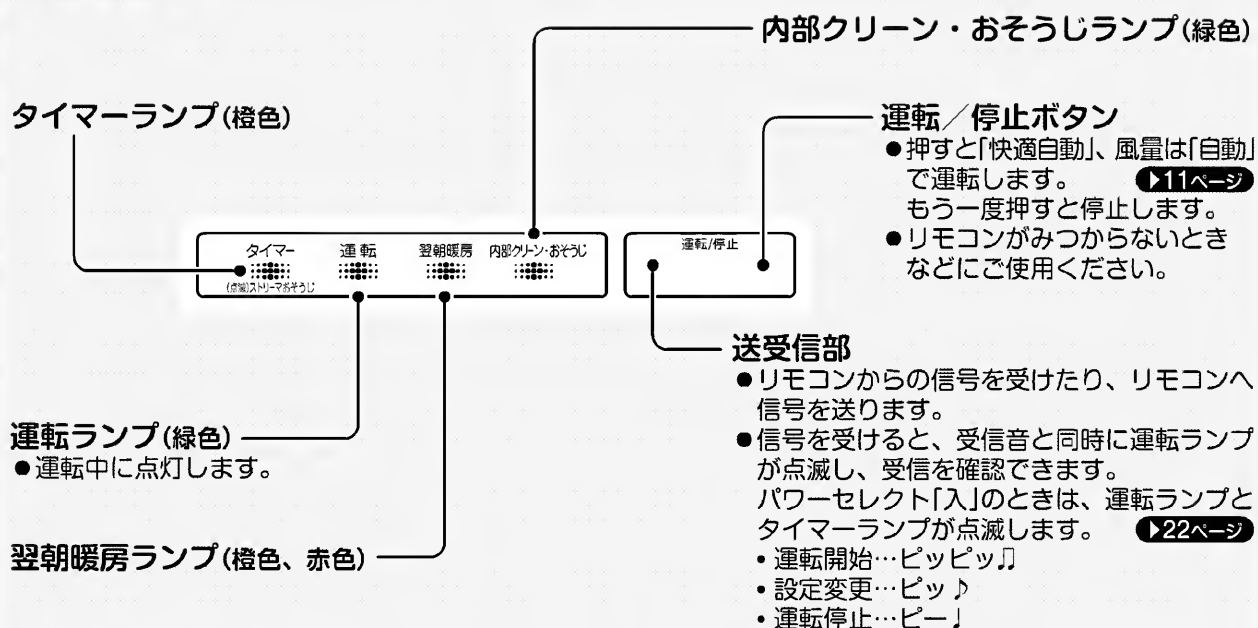 内部クリーン・おそうじランプ(緑色)
タイマーランプ(橙色)
運転／停止ボタン
●押すと「快適自動」、風量は「自動」
で運転します。 ▶11ページ
もう一度押すと停止します。
●リモコンがみつからないとき
などにご使用ください。
タイマー 運転 翌朝暖房 内部クリーン・おそうじ
(点滅)ストリーマおそうじ
運転/停止
送受信部
●リモコンからの信号を受けたり、リモコンへ
信号を送ります。
●信号を受けると、受信音と同時に運転ランプ
が点滅し、受信を確認できます。
パワーセレクト「入」のときは、運転ランプと
タイマーランプが点滅します。 ▶22ページ
・運転開始…ピッピッ♫
・設定変更…ピッ♪
・運転停止…ピー♩
運転ランプ(緑色)
●運転中に点灯します。
翌朝暖房ランプ(橙色、赤色)